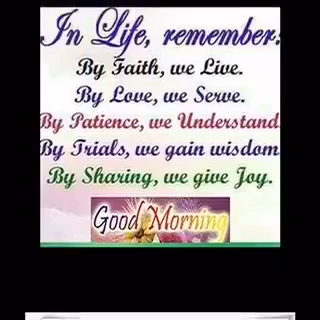 In Life, remember:
By Faith, we Live.
By Love, we Serve.
By Patience, we Understand
By Trials, we gain wisdom
By Sharing, we give Joy.
Good Morning